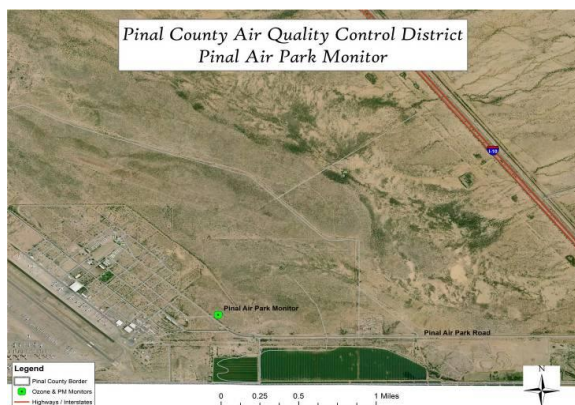 Pinal County Air Quality Control District
Pinal Air Park Monitor
I-10
Pinal Air Park Monitor
Pinal Air Park Road
Legend
Pinal County Border
Ozone & PM Monitors
Highways / Interstates
0 0.25 0.5 1 Miles
N